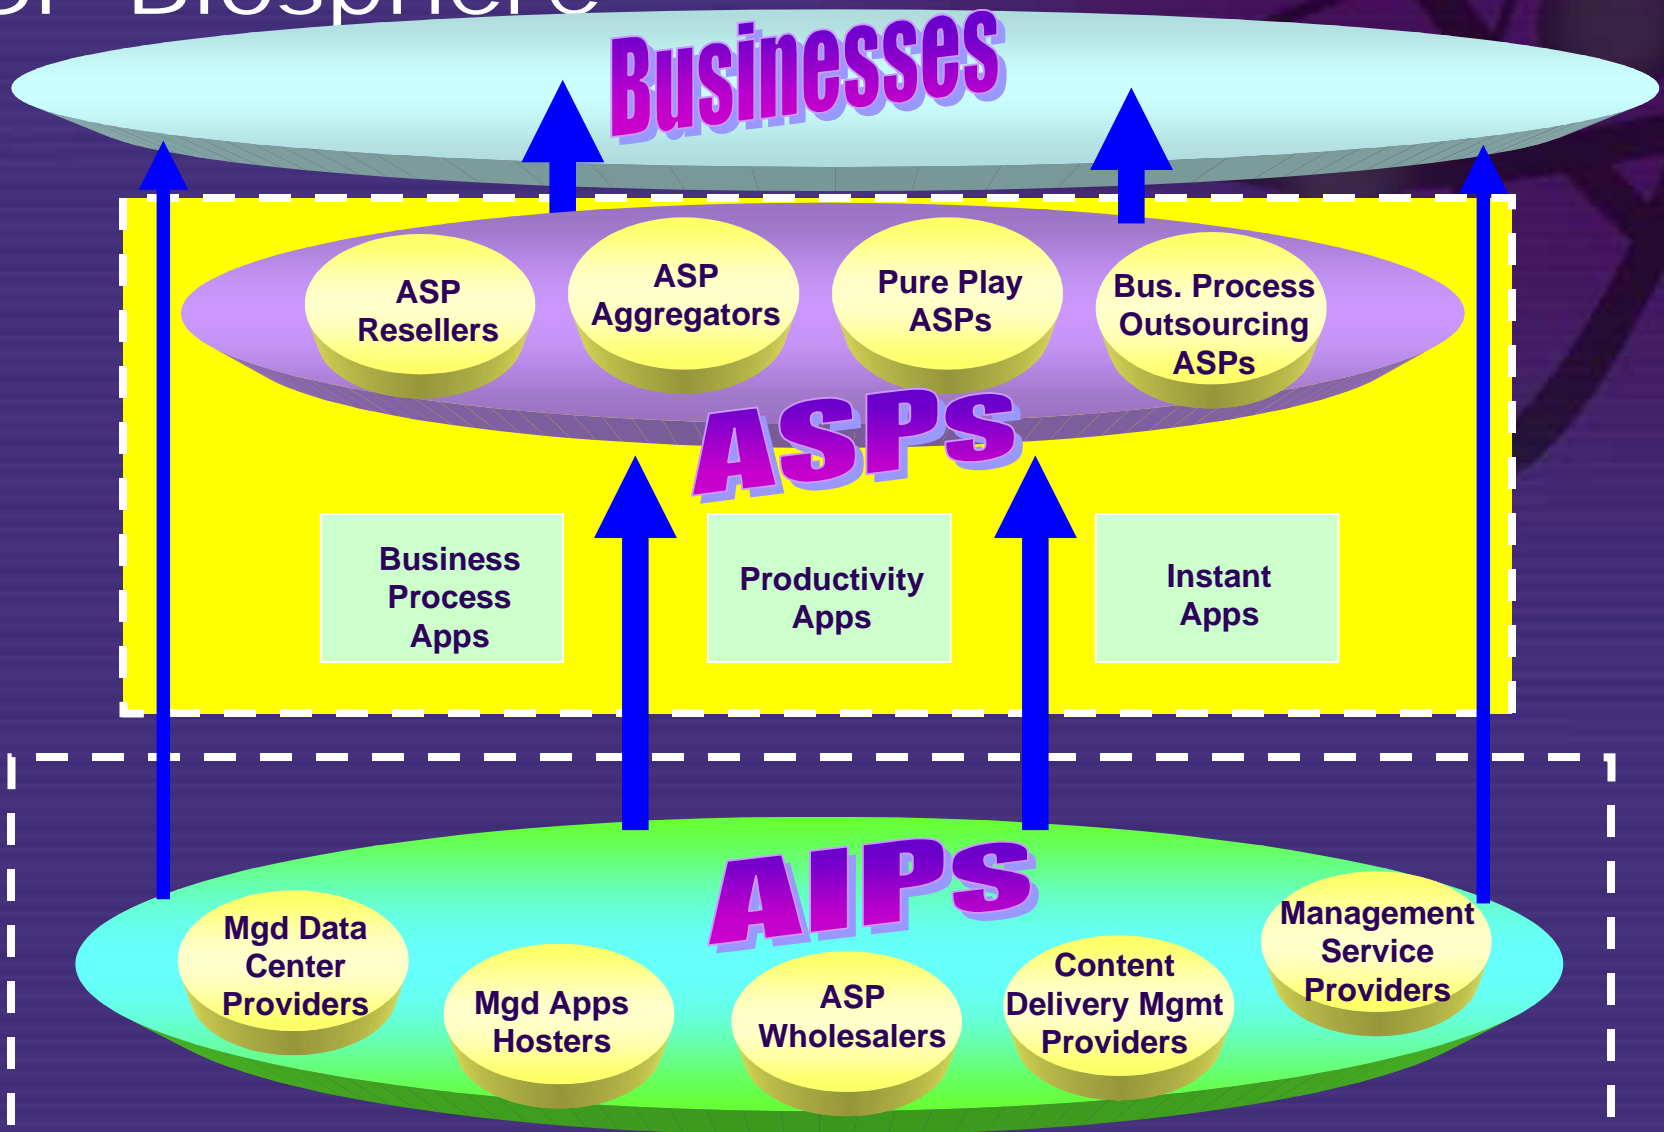 Biosphere
Businesses
ASP
Resellers
ASP
Aggregators
Pure Play
ASPs
Bus. Process
Outsourcing
ASPs
ASPs
Business
Process
Apps
Productivity
Apps
Instant
Apps
AIPs
Mgd Data
Center
Providers
Mgd Apps
Hosters
ASP
Wholesalers
Content
Delivery Mgmt
Providers
Management
Service
Providers